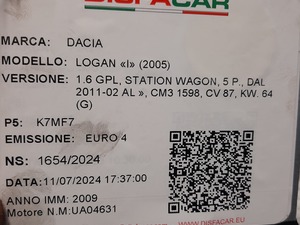 DISFACAR
MARCA: DACIA
MODELLO: LOGAN «I» (2005)
VERSIONE: 1.6 GPL, STATION WAGON, 5 P., DAL
2011-02 AL », CM3 1598, CV 87, KW. 64
(G)
P5: K7MF7
EMISSIONE: EURO 4
NS: 1654/2024
DATA:11/07/2024 17:37:00
ANNO IMM: 2009
Motore N.M:UA04631
WWW.DISFACAR.EU